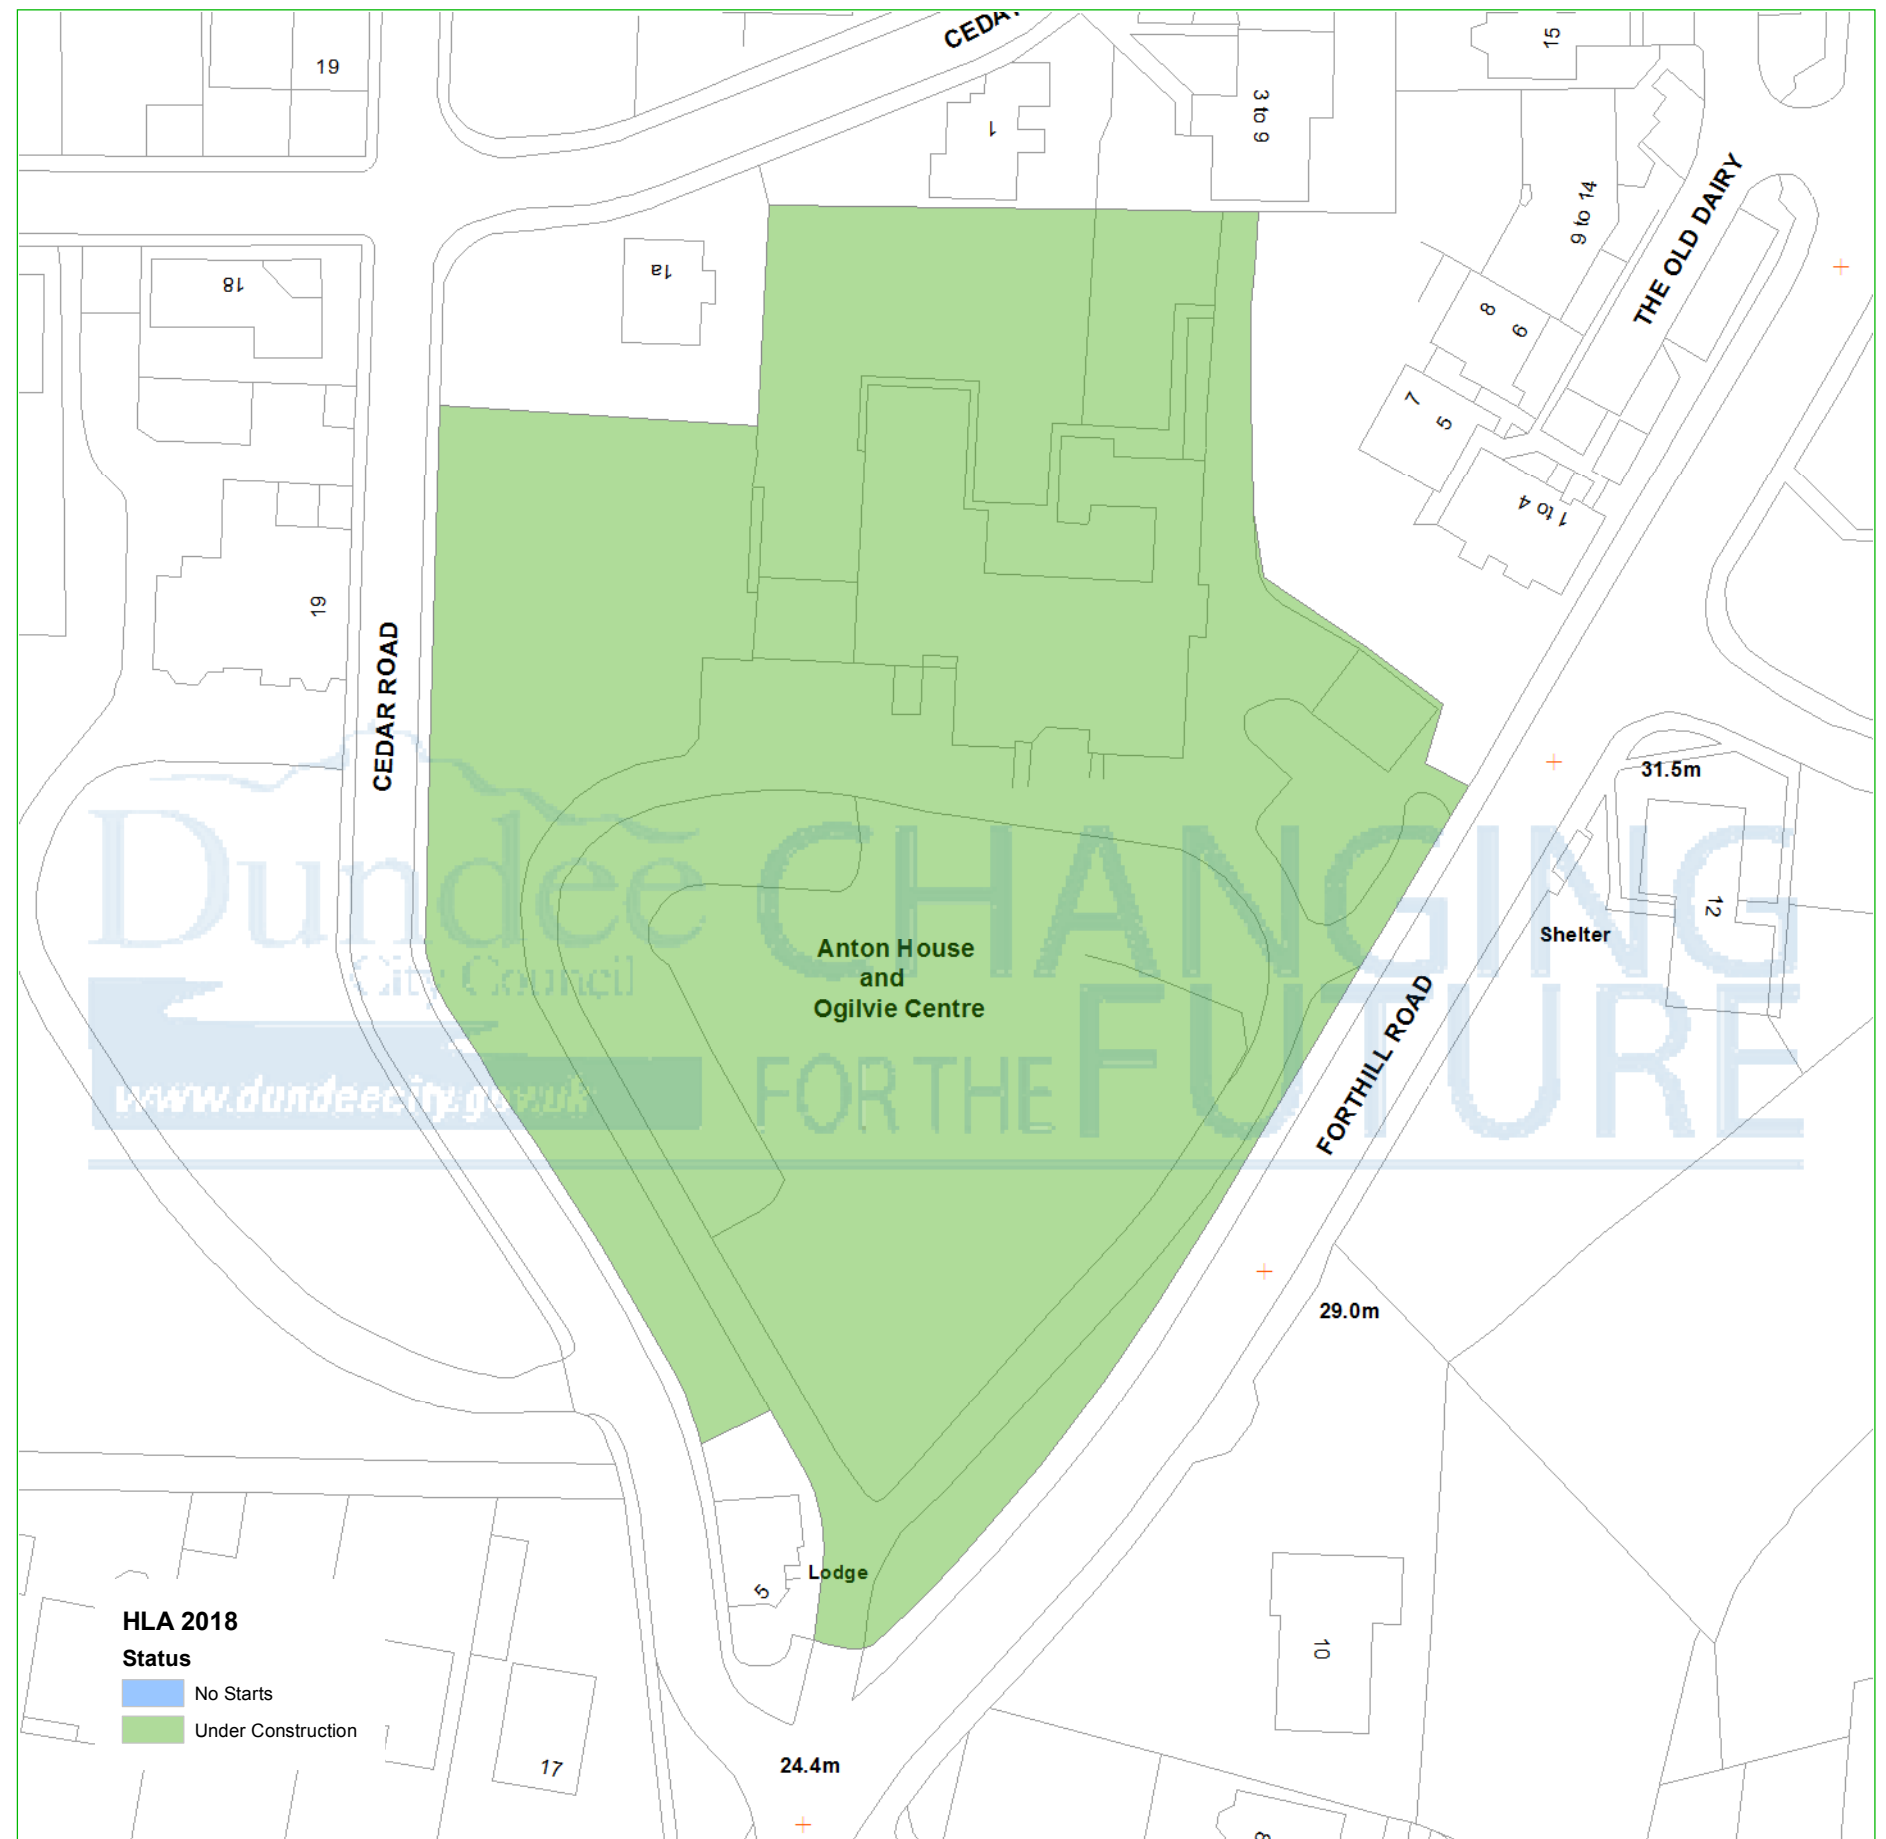 CEDA
19
1
3 to 9
15
9 to 14
THE OLD DAIRY
18
1a
8
6
7
5
1 to 4
19
CEDAR ROAD
31.5m
12
Shelter
Dundee
City Council
www.dundeecity.gov.uk
CHANGING
FOR THE FUTURE
Anton House
and
Ogilvie Centre
FORTHILL ROAD
29.0m
Lodge
5
10
HLA 2018
Status
No Starts
Under Construction
17
24.4m